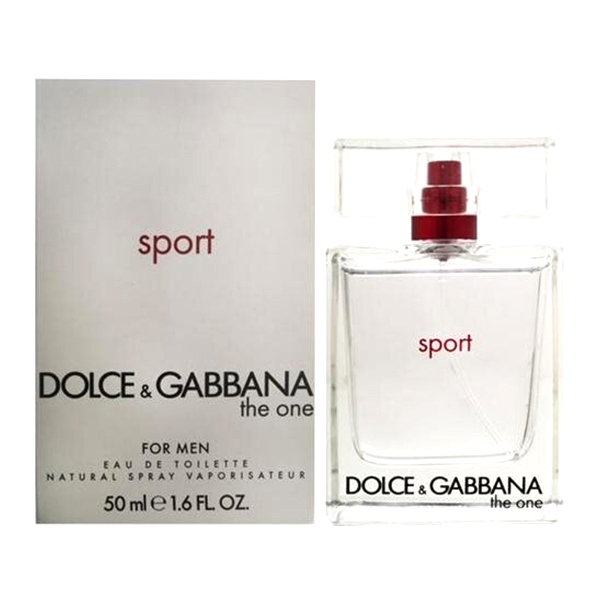 sport
DOLCE & GABBANA
the one
FOR MEN
EAU DE TOILETTE
NATURAL SPRAY VAPORISATEUR
50 ml e 1.6 FL. OZ.
sport
DOLCE & GABBANA
the one